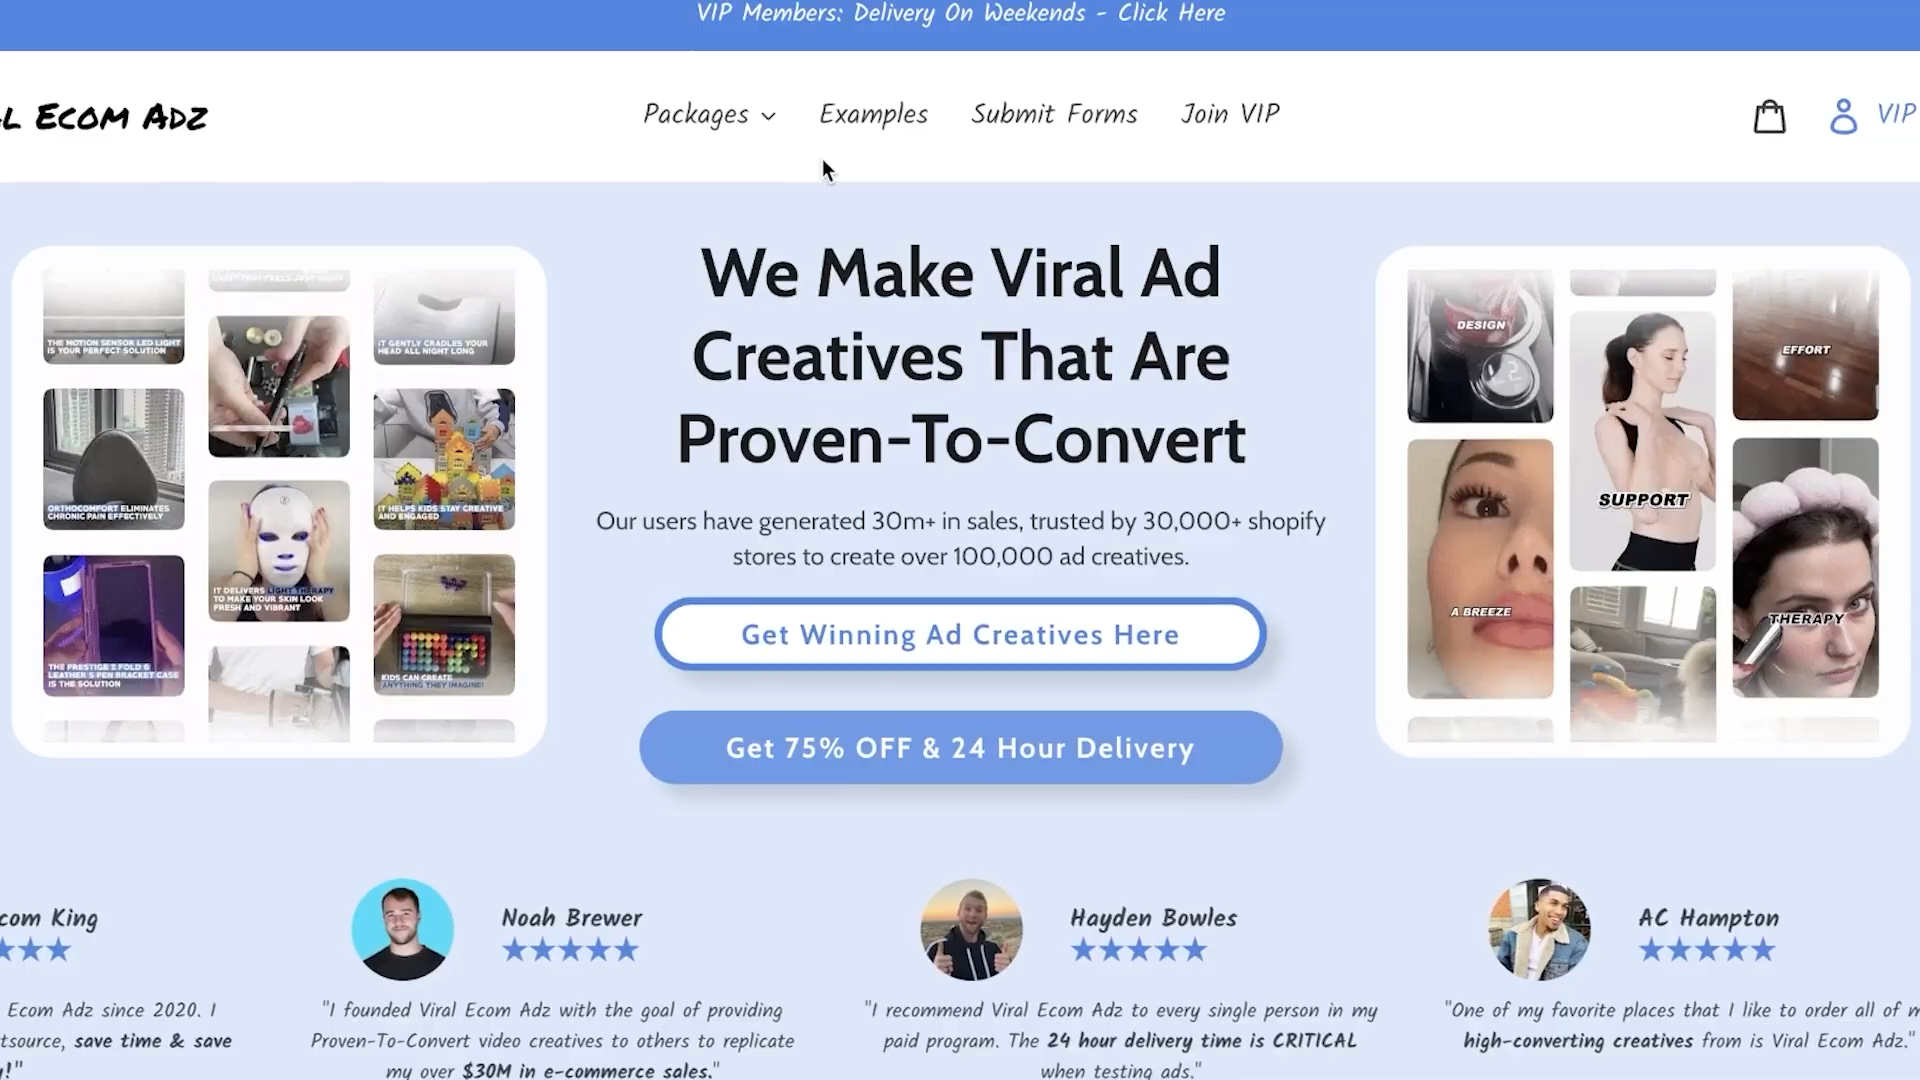 VIP Members: Delivery On Weekends - Click Here
L ECOM ADZ
Packages
Examples
Submit Forms
Join VIP
VIP
We Make Viral Ad
Creatives That Are
Proven-To-Convert
Our users have generated 30m+ in sales, trusted by 30,000+ shopify
stores to create over 100,000 ad creatives.
Get Winning Ad Creatives Here
Get 75% OFF & 24 Hour Delivery
THE MOTION SENSOR LED LIGHT
IS YOUR PERFECT SOLUTION
ORTHOCOMFORT ELIMINATES
CHRONIC PAIN EFFECTIVELY
THE PRESTIGE Z FOLD 6
LEATHER S PEN BRACKET CASE
IS THE SOLUTION
IT DELIVERS LIGHT THERAPY
TO MAKE YOUR SKIN LOOK
FRESH AND VIBRANT
IT GENTLY CRADLES YOUR
HEAD ALL NIGHT LONG
IT HELPS KIDS STAY CREATIVE
AND ENGAGED
KIDS CAN CREATE
ANYTHING THEY IMAGINE!
DESIGN
A BREEZE
SUPPORT
EFFORT
THERAPY
com King
Ecom Adz since 2020. I
tsource, save time & save
y!"
Noah Brewer
"I founded Viral Ecom Adz with the goal of providing
Proven-To-Convert video creatives to others to replicate
my over $30M in e-commerce sales."
Hayden Bowles
"I recommend Viral Ecom Adz to every single person in my
paid program. The 24 hour delivery time is CRITICAL
when testing ads."
AC Hampton
"One of my favorite places that I like to order all of m
high-converting creatives from is Viral Ecom Adz."